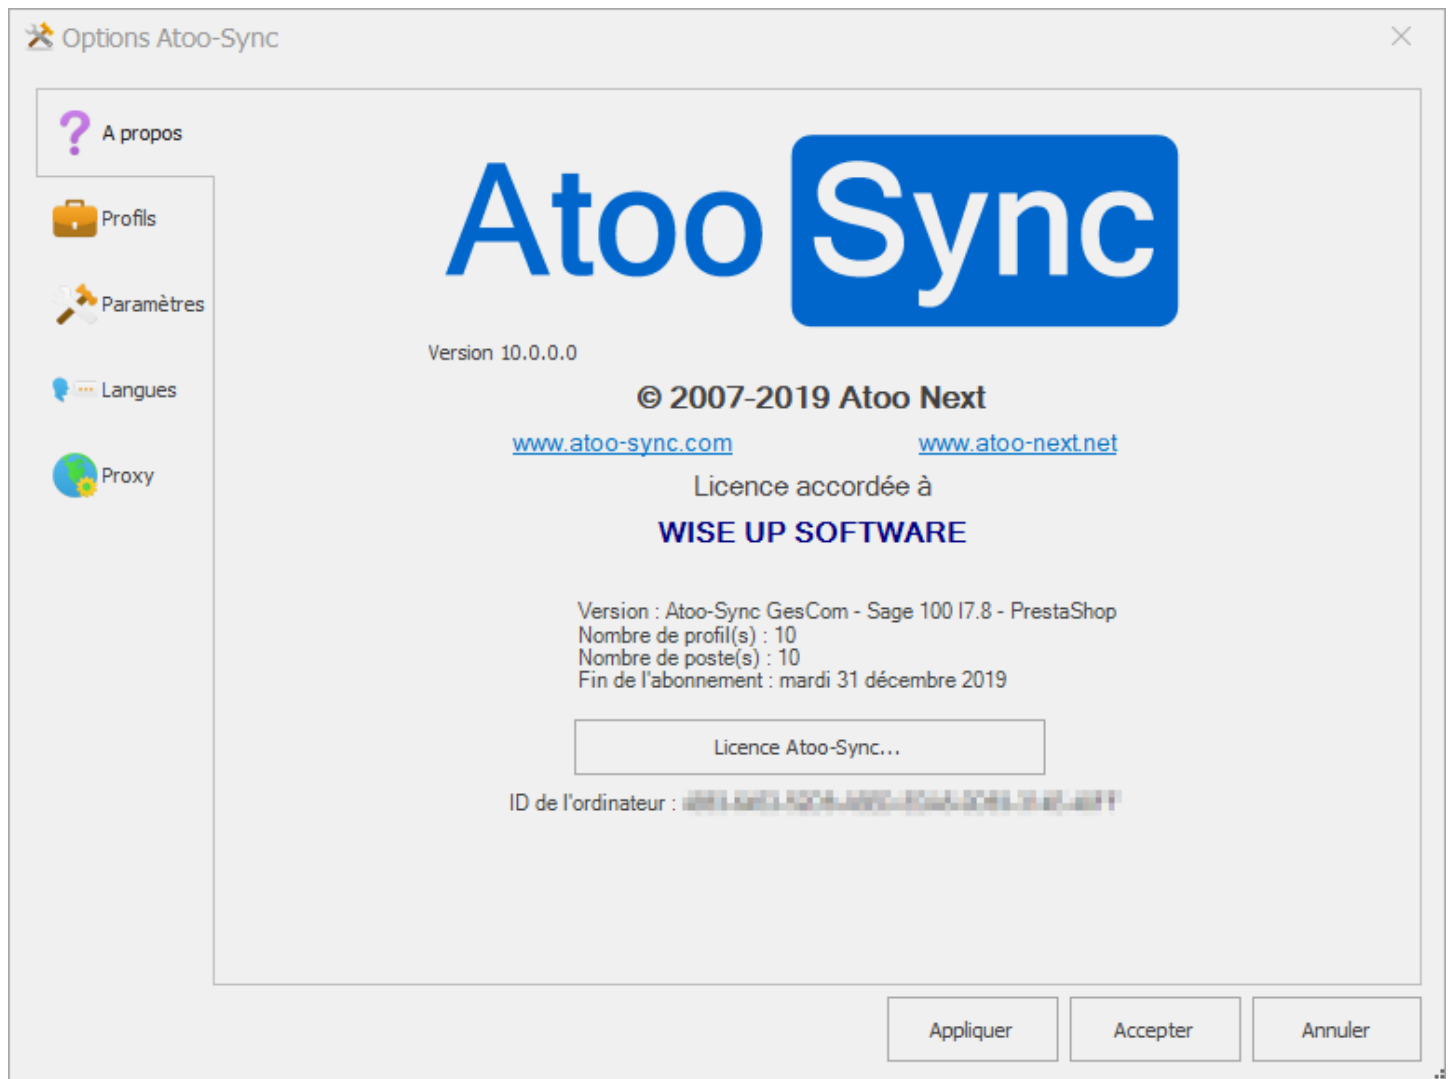 Options Atoo-Sync
A propos
Profils
Paramètres
Langues
Proxy
Atoo Sync
Version 10.0.0.0
© 2007-2019 Atoo Next
www.atoo-sync.com www.atoo-next.net
Licence accordée à
WISE UP SOFTWARE
Version : Atoo-Sync GesCom - Sage 100 I7.8 - PrestaShop
Nombre de profil(s) : 10
Nombre de poste(s) : 10
Fin de l'abonnement : mardi 31 décembre 2019
Licence Atoo-Sync...
ID de l'ordinateur :
Appliquer Accepter Annuler